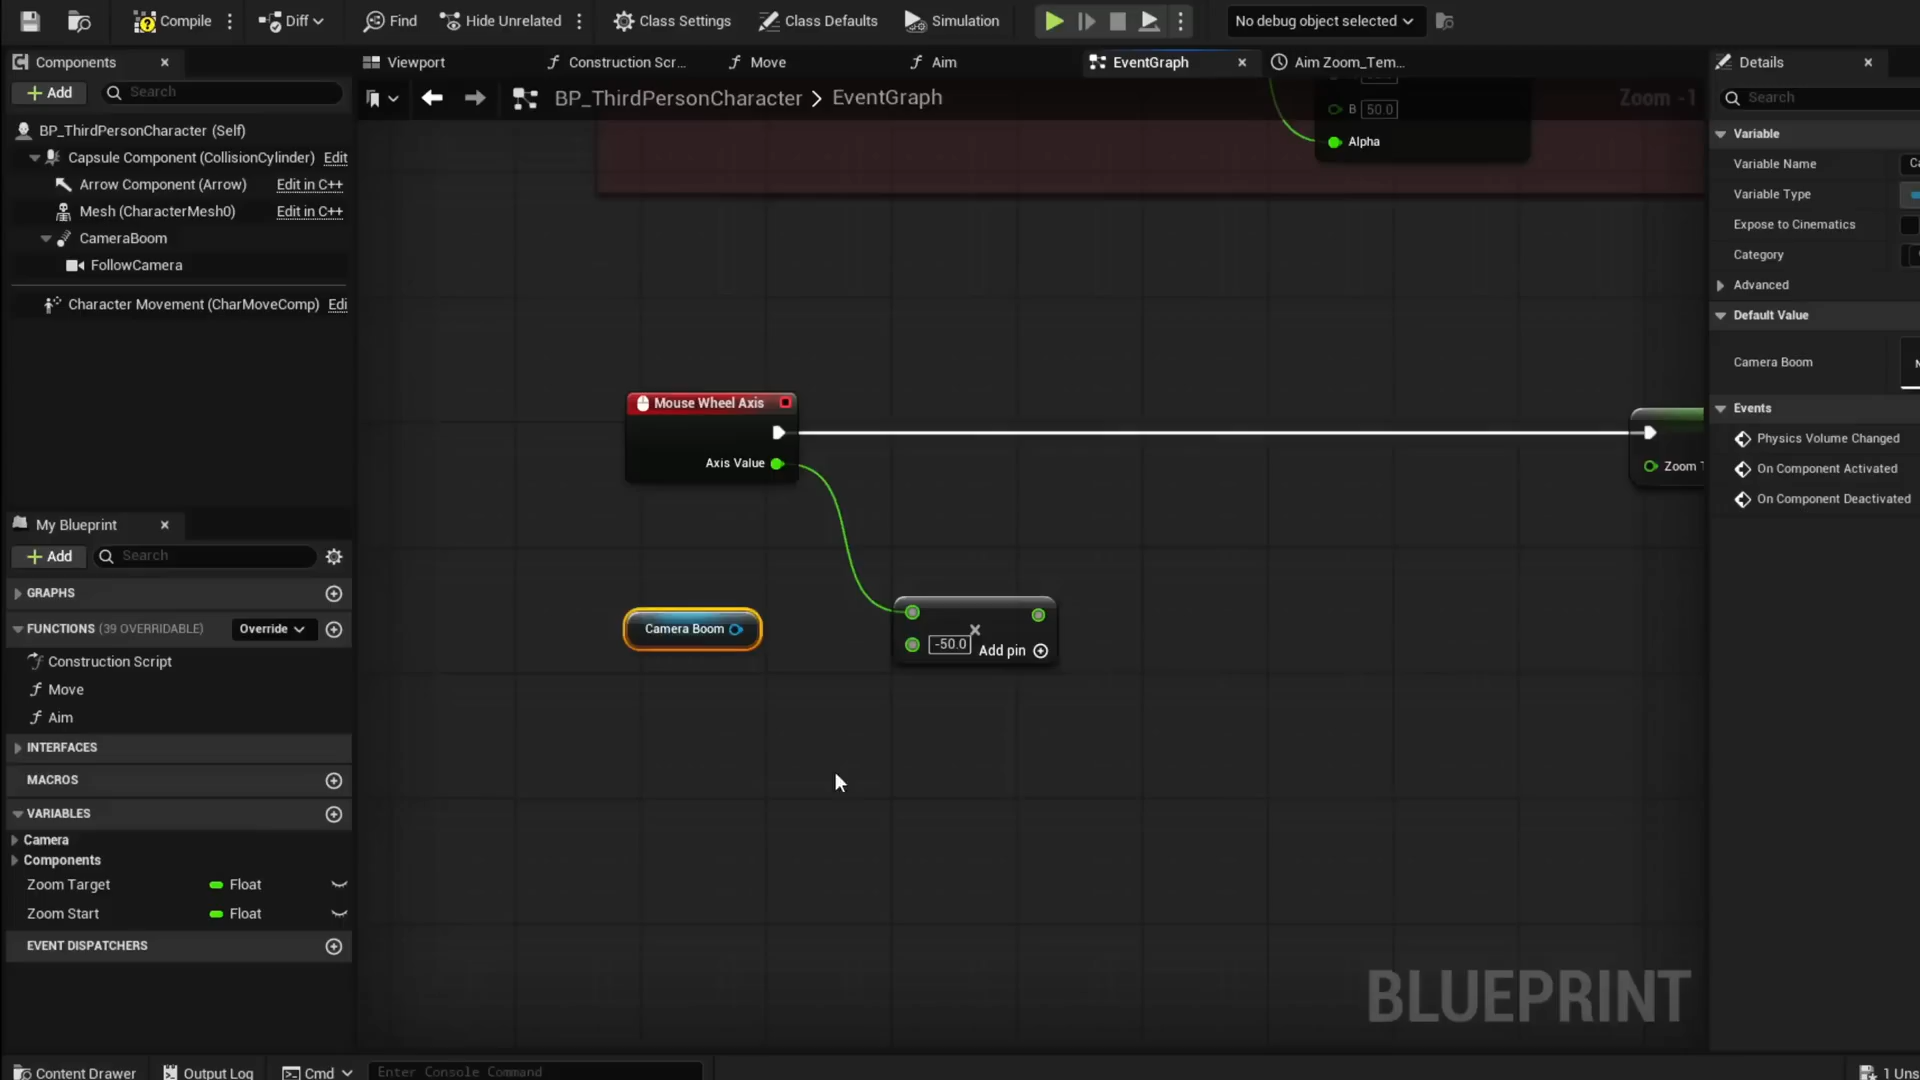 Compile
Diff
Find
Hide Unrelated
Class Settings
Class Defaults
Simulation
No debug object selected
Components
Viewport
Construction Scr...
Move
Aim
EventGraph
Aim Zoom_Tem...
Details
Add
Search
BP_ThirdPersonCharacter > EventGraph
Zoom -1
Search
BP_ThirdPersonCharacter (Self)
Capsule Component (CollisionCylinder) Edit
Arrow Component (Arrow) Edit in C++
Mesh (CharacterMesh0) Edit in C++
CameraBoom
FollowCamera
Character Movement (CharMoveComp) Edi
B 50.0
Alpha
Variable
Variable Name
Variable Type
Expose to Cinematics
Category
Advanced
Default Value
Camera Boom
Events
Physics Volume Changed
On Component Activated
On Component Deactivated
Mouse Wheel Axis
Axis Value
Zoom T
Camera Boom
-50.0
Add pin
My Blueprint
Add
Search
GRAPHS
FUNCTIONS (39 OVERRIDABLE)
Override
Construction Script
Move
Aim
INTERFACES
MACROS
VARIABLES
Camera
Components
Zoom Target Float
Zoom Start Float
EVENT DISPATCHERS
BLUEPRINT
Content Drawer
Output Log
Cmd
Enter Console Command
1 Uns